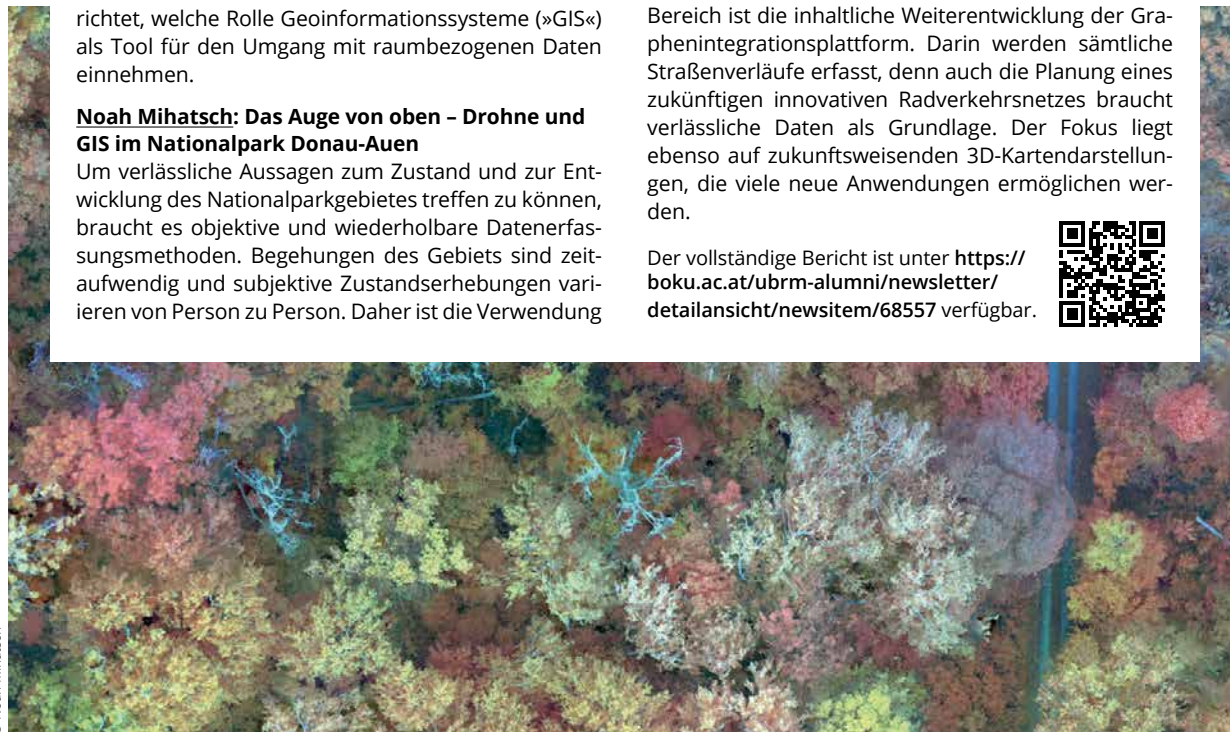 richtet, welche Rolle Geoinformationssysteme (»GIS«)
als Tool für den Umgang mit raumbezogenen Daten
einnehmen.
Noah Mihatsch: Das Auge von oben – Drohne und
GIS im Nationalpark Donau-Auen
Um verlässliche Aussagen zum Zustand und zur Ent-
wicklung des Nationalparkgebietes treffen zu können,
braucht es objektive und wiederholbare Datenerfas-
sungsmethoden. Begehungen des Gebiets sind zeit-
aufwendig und subjektive Zustandserhebungen vari-
ieren von Person zu Person. Daher ist die Verwendung
Bereich ist die inhaltliche Weiterentwicklung der Gra-
phenintegrationsplattform. Darin werden sämtliche
Straßenverläufe erfasst, denn auch die Planung eines
zukünftigen innovativen Radverkehrsnetzes braucht
verlässliche Daten als Grundlage. Der Fokus liegt
ebenso auf zukunftsweisenden 3D-Kartendarstellun-
gen, die viele neue Anwendungen ermöglichen wer-
den.
Der vollständige Bericht ist unter https://
boku.ac.at/ubrm-alumni/newsletter/
detailansicht/newsitem/68557 verfügbar.